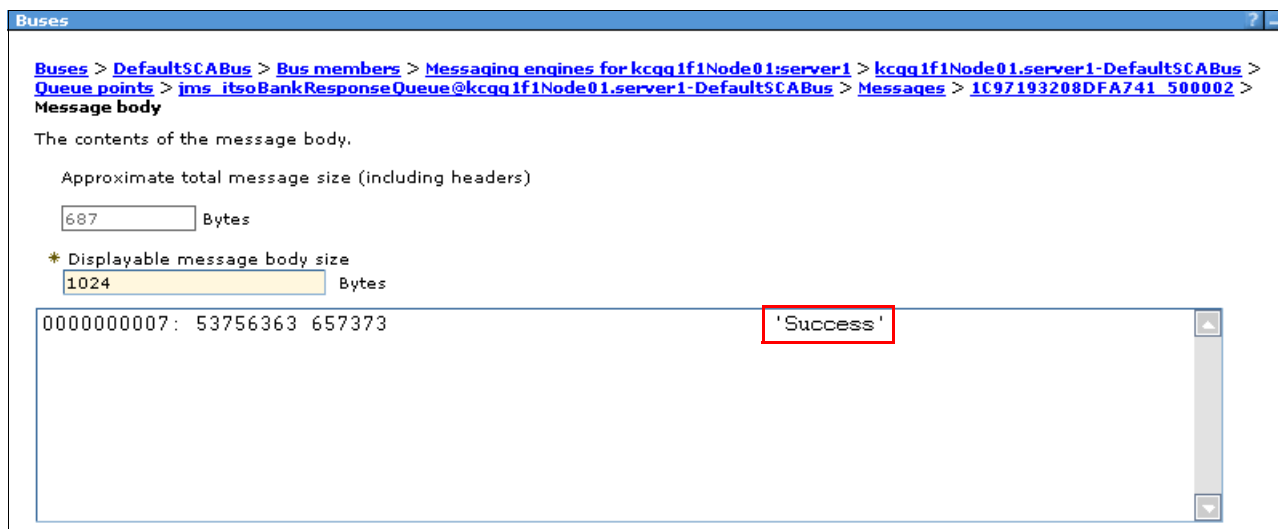 Buses ? –
Buses > DefaultSCABus > Bus members > Messaging engines for kcgg1f1Node01:server1 > kcgg1f1Node01.server1-DefaultSCABus >
Queue points > jms_itsoBankResponseQueue@kcgg1f1Node01.server1-DefaultSCABus > Messages > 1C97193208DFA741_500002 >
Message body
The contents of the message body.
Approximate total message size (including headers)
687 Bytes
* Displayable message body size
1024 Bytes
0000000007: 53756363 657373 'Success'